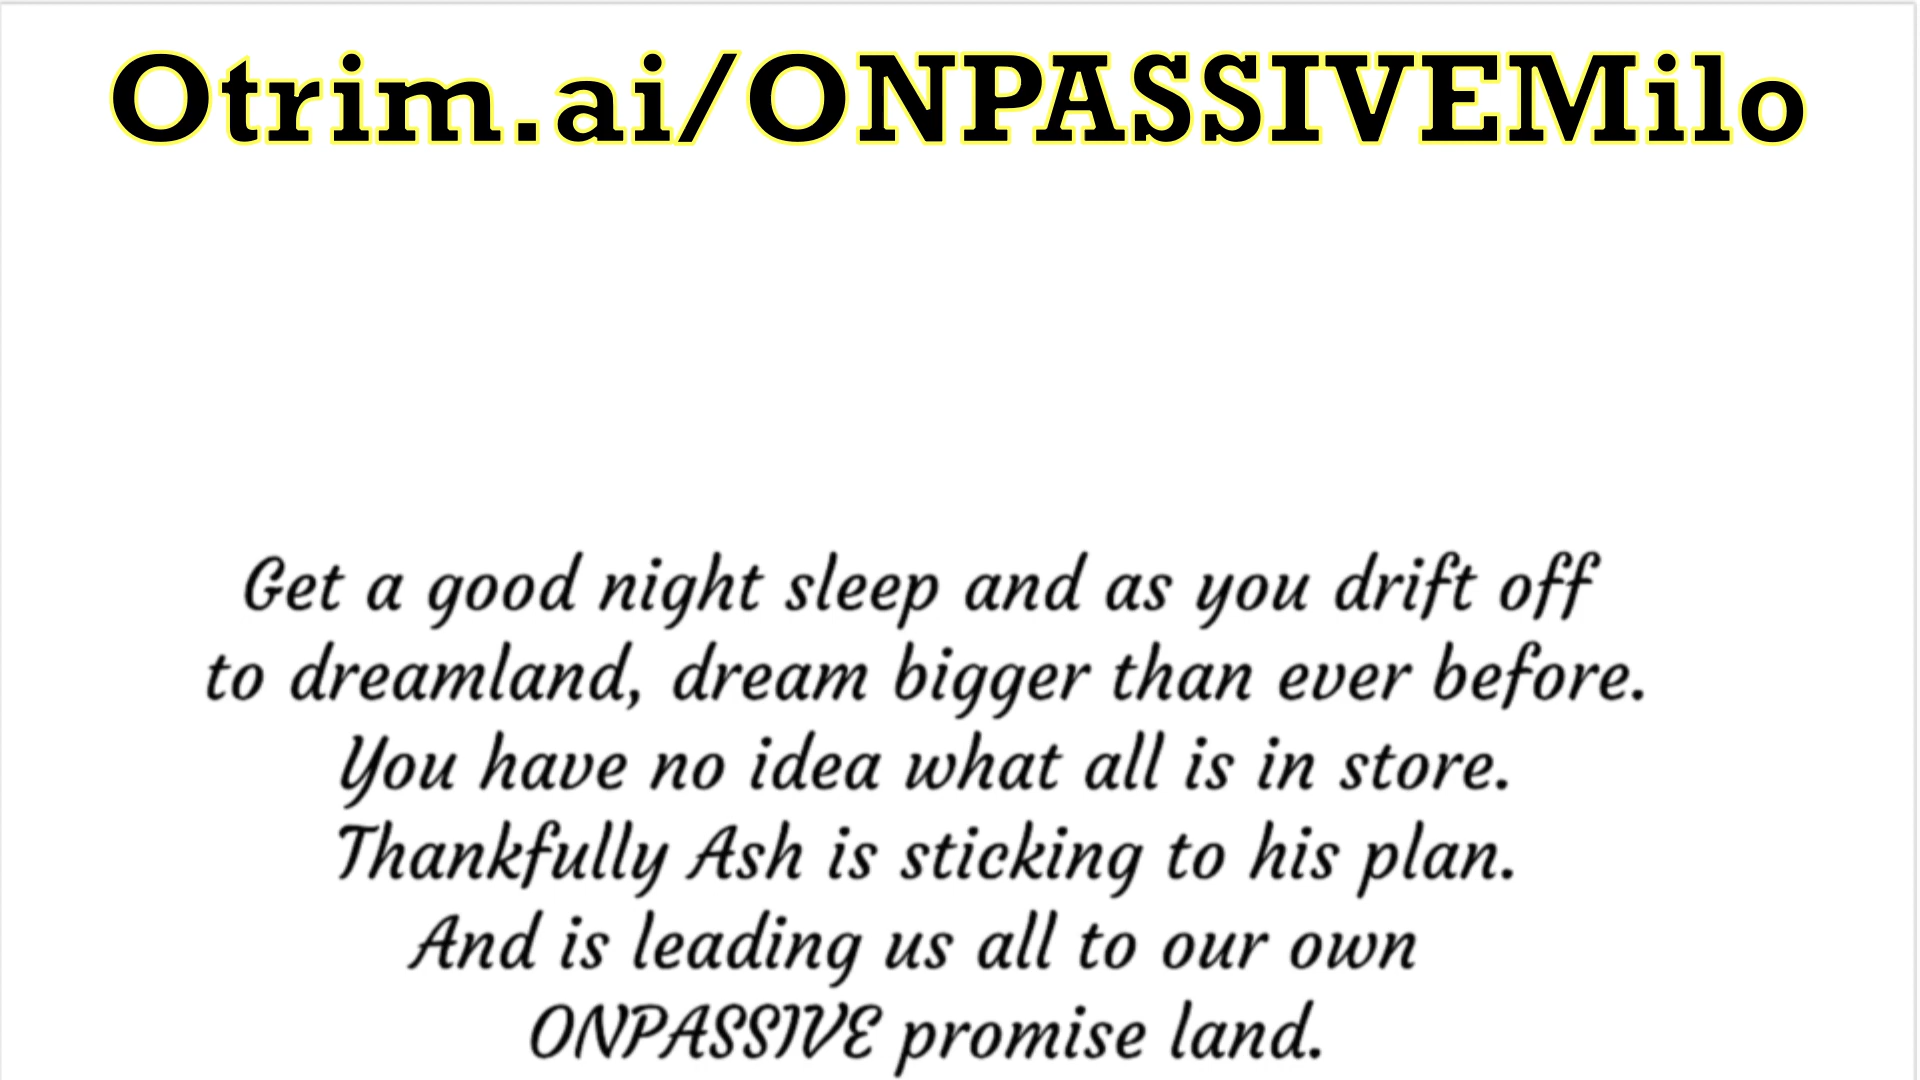 Otrim.ai/ONPASSIVEMilo
Get a good night sleep and as you drift off
to dreamland, dream bigger than ever before.
You have no idea what all is in store.
Thankfully Ash is sticking to his plan.
And is leading us all to our own
ONPASSIVE promise land.